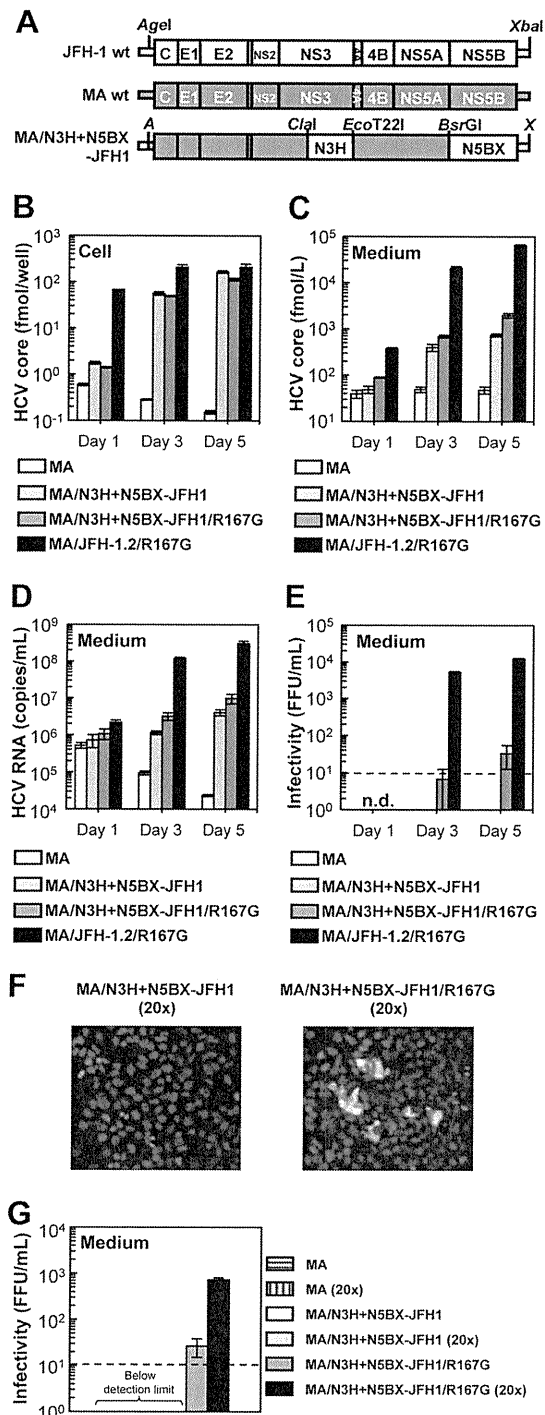 A
AgeI XbaI
JFH-1 wt C E1 E2 NS2 NS3 4B NS5A NS5B
MA wt C E1 E2 NS2 NS3 4B NS5A NS5B
A ClaI EcoT22I BsrGI X
MA/N3H+N5BX
-JFH1 N3H N5BX
B
Cell
HCV core (fmol/well)
10³
10²
10¹
10⁰
10⁻¹
Day 1 Day 3 Day 5
MA
MA/N3H+N5BX-JFH1
MA/N3H+N5BX-JFH1/R167G
MA/JFH-1.2/R167G
C
Medium
HCV core (fmol/L)
10⁵
10⁴
10³
10²
10¹
Day 1 Day 3 Day 5
MA
MA/N3H+N5BX-JFH1
MA/N3H+N5BX-JFH1/R167G
MA/JFH-1.2/R167G
D
Medium
HCV RNA (copies/mL)
10⁹
10⁸
10⁷
10⁶
10⁵
10⁴
Day 1 Day 3 Day 5
MA
MA/N3H+N5BX-JFH1
MA/N3H+N5BX-JFH1/R167G
MA/JFH-1.2/R167G
E
Medium
Infectivity (FFU/mL)
10⁵
10⁴
10³
10²
10¹
10⁰
n.d.
Day 1 Day 3 Day 5
MA
MA/N3H+N5BX-JFH1
MA/N3H+N5BX-JFH1/R167G
MA/JFH-1.2/R167G
F
MA/N3H+N5BX-JFH1
(20x)
MA/N3H+N5BX-JFH1/R167G
(20x)
G
Medium
Infectivity (FFU/mL)
10⁴
10³
10²
10¹
10⁰
Below
detection limit
MA
MA (20x)
MA/N3H+N5BX-JFH1
MA/N3H+N5BX-JFH1 (20x)
MA/N3H+N5BX-JFH1/R167G
MA/N3H+N5BX-JFH1/R167G (20x)